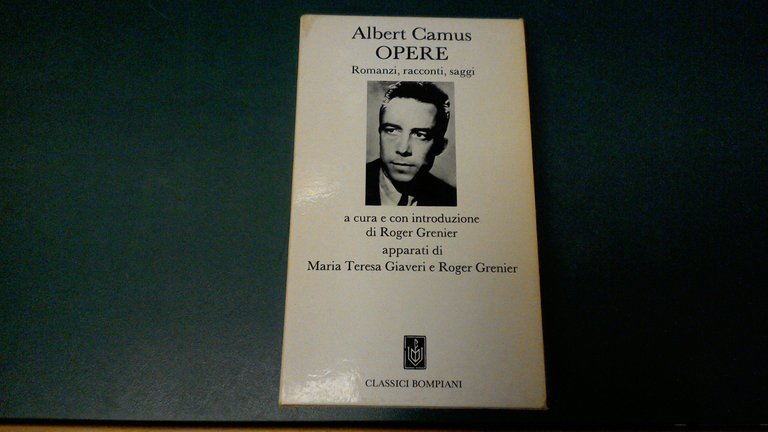 Albert Camus
OPERE
Romanzi, racconti, saggi
a cura e con introduzione
di Roger Grenier
apparati di
Maria Teresa Giaveri e Roger Grenier
CLASSICI BOMPIANI